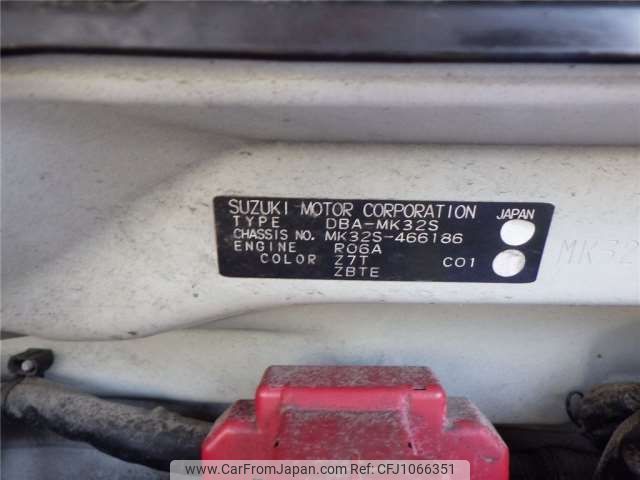 SUZUKI MOTOR CORPORATION JAPAN
TYPE DBA-MK32S
CHASSIS NO. MK32S-466186
ENGINE R06A
COLOR Z7T C01
ZBTE
MK32
www.CarFromJapan.com - Photos - CFJ1066351